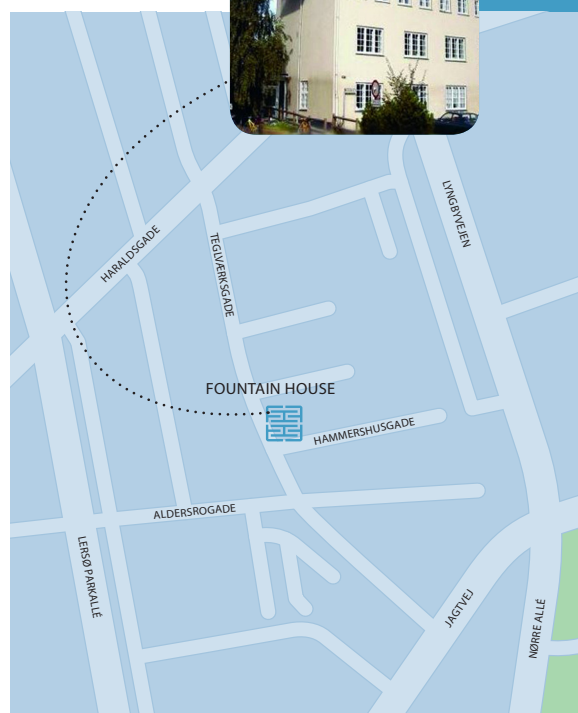 LYNGBYVEJEN
HARALDSGADE
TEGLVÆRKSGADE
FOUNTAIN HOUSE
HAMMERSHUSGADE
ALDERSROGADE
LERSØ PARKALLÉ
JAGTVEJ
NØRRE ALLÉ